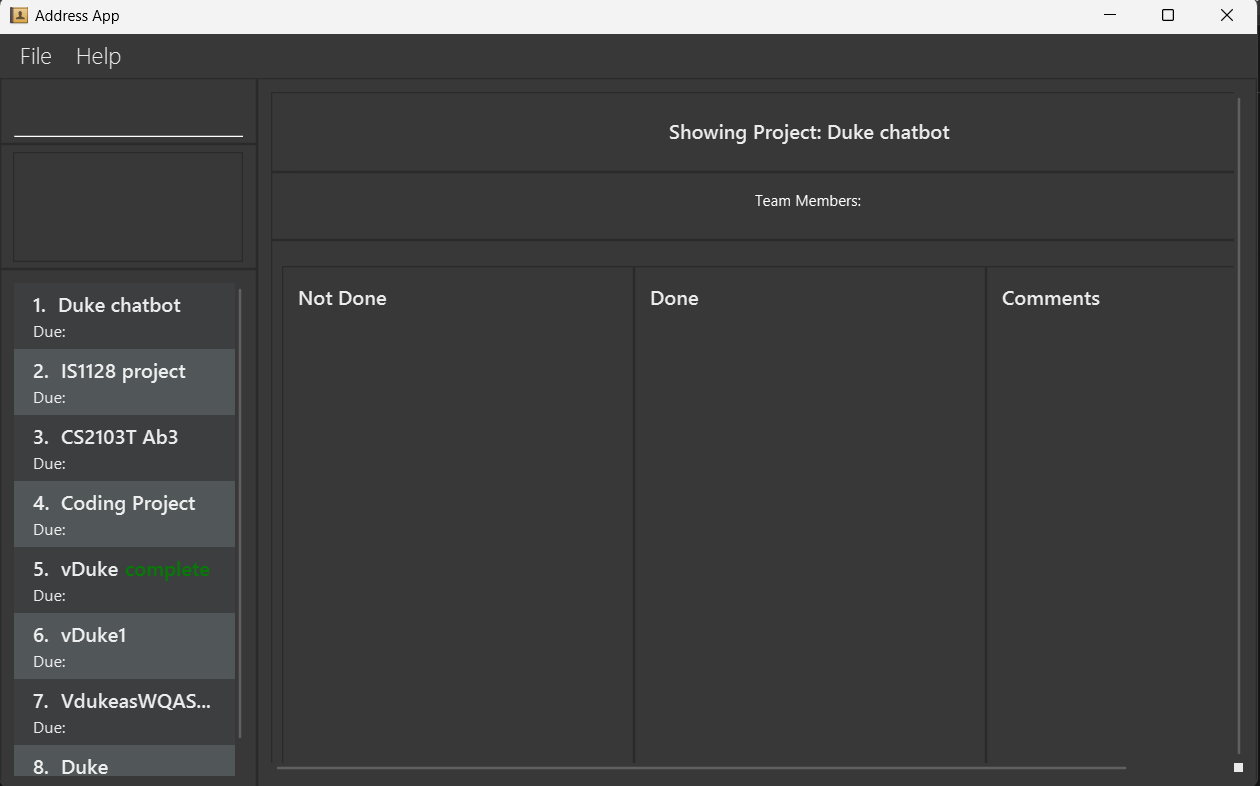 Address App
File Help
Showing Project: Duke chatbot
Team Members:
Not Done
Done
Comments
1. Duke chatbot
Due:
2. IS1128 project
Due:
3. CS2103T Ab3
Due:
4. Coding Project
Due:
5. vDuke complete
Due:
6. vDuke1
Due:
7. VdukeasWQAS...
Due:
8. Duke